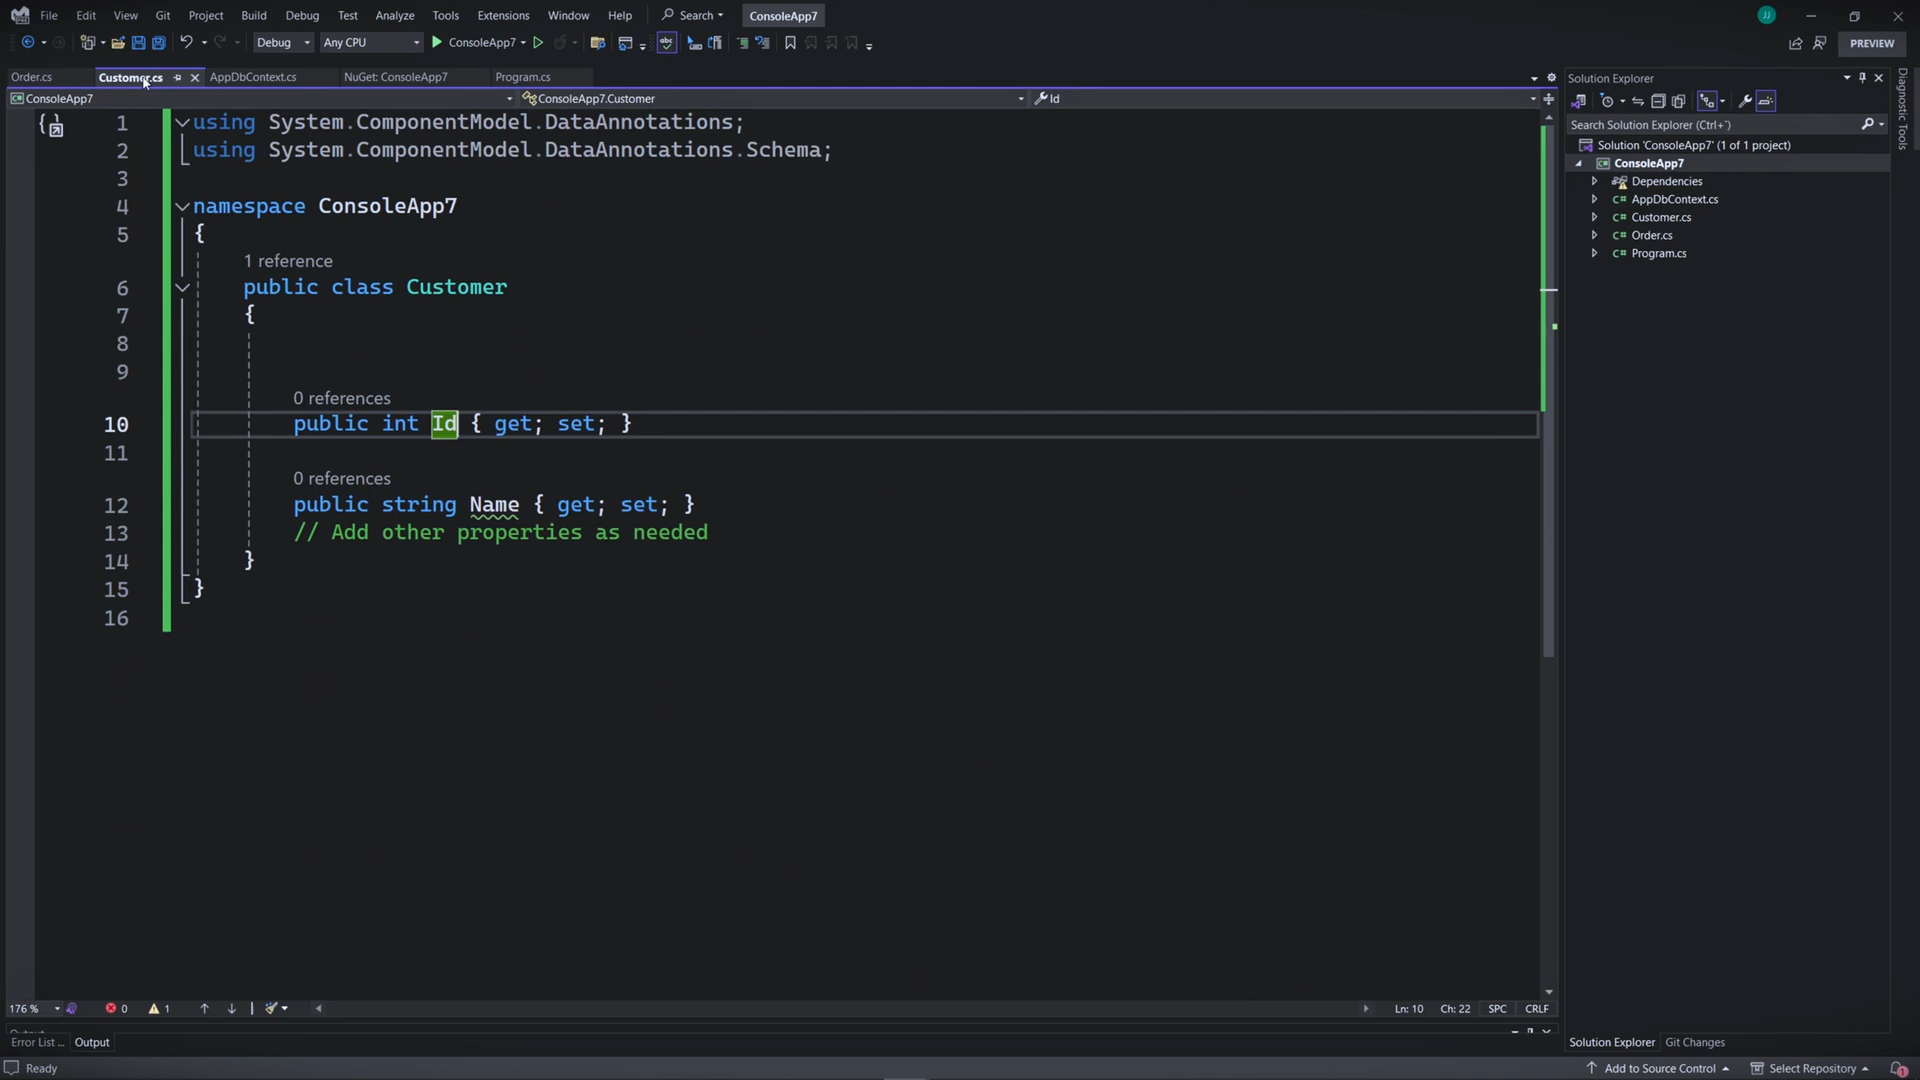 File Edit View Git Project Build Debug Test Analyze Tools Extensions Window Help Search ConsoleApp7 JJ
Debug Any CPU ConsoleApp7 PREVIEW
Order.cs Customer.cs AppDbContext.cs NuGet: ConsoleApp7 Program.cs
ConsoleApp7 ConsoleApp7.Customer Id
1 using System.ComponentModel.DataAnnotations;
2 using System.ComponentModel.DataAnnotations.Schema;
3
4 namespace ConsoleApp7
5 {
1 reference
6 public class Customer
7 {
8
9
0 references
10 public int Id { get; set; }
11
0 references
12 public string Name { get; set; }
13 // Add other properties as needed
14 }
15 }
16
176 % 0 1 Ln: 10 Ch: 22 SPC CRLF
Output
Error List ... Output
Ready
Solution Explorer
Search Solution Explorer (Ctrl+¨)
Solution 'ConsoleApp7' (1 of 1 project)
ConsoleApp7
Dependencies
AppDbContext.cs
Customer.cs
Order.cs
Program.cs
Solution Explorer Git Changes
Add to Source Control Select Repository 1
Diagnostic Tools